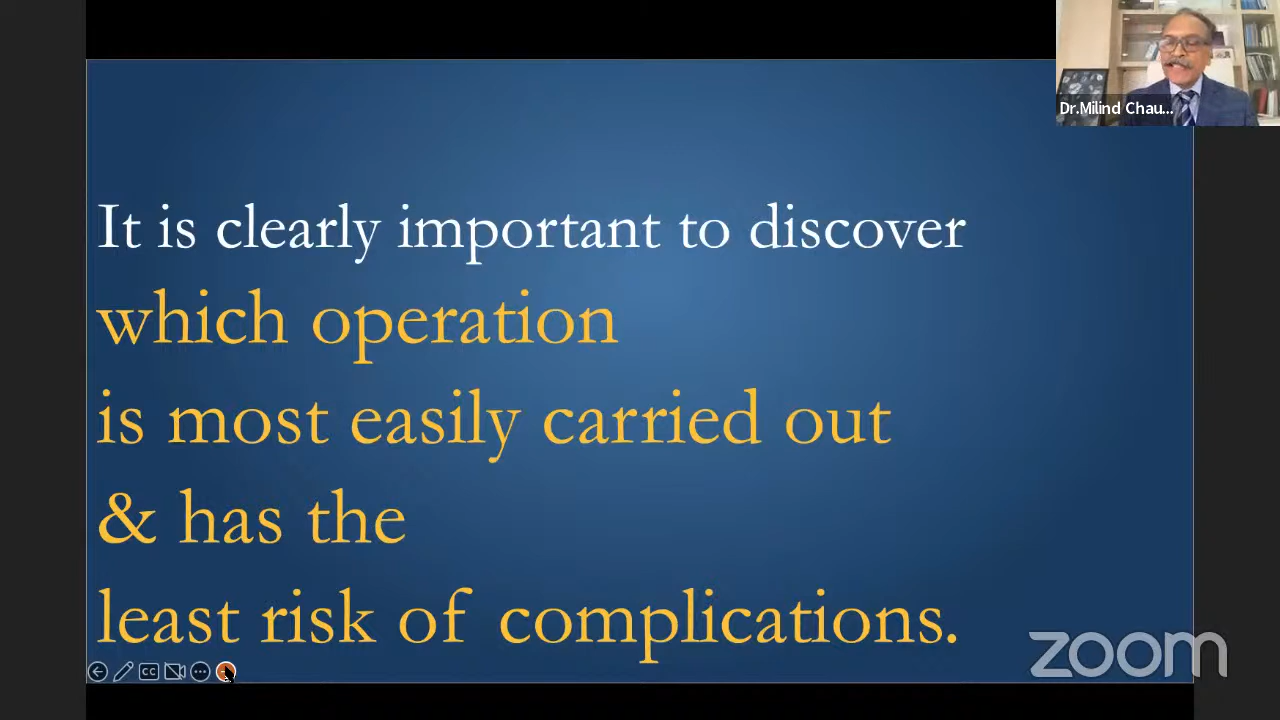 Dr.Milind Chau...
It is clearly important to discover
which operation
is most easily carried out
& has the
least risk of complications.
CC
zoom